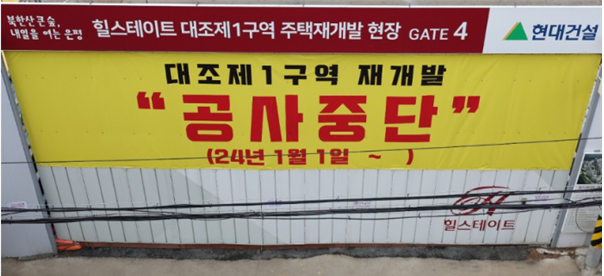 북한산큰숲,
내일을 여는 은평
힐스테이트 대조제1구역 주택재개발 현장 GATE 4
현대건설
대조제1구역 재개발
“공사중단”
(24년 1월 1일 ~ )
힐스테이트